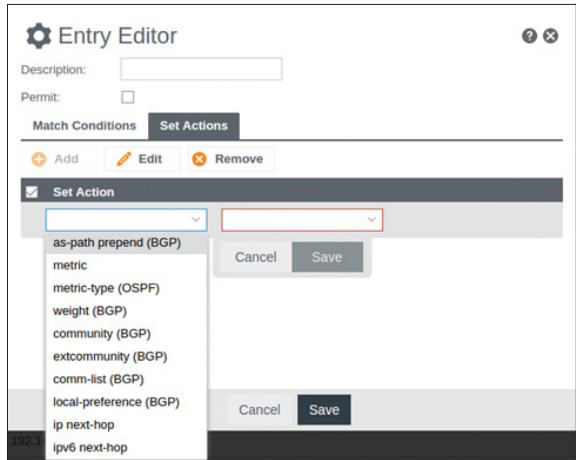 Entry Editor
Description:
Permit:
Match Conditions Set Actions
Add Edit Remove
Set Action
as-path prepend (BGP)
metric
metric-type (OSPF)
weight (BGP)
community (BGP)
extcommunity (BGP)
comm-list (BGP)
local-preference (BGP)
ip next-hop
ipv6 next-hop
Cancel Save
Cancel Save
192.1